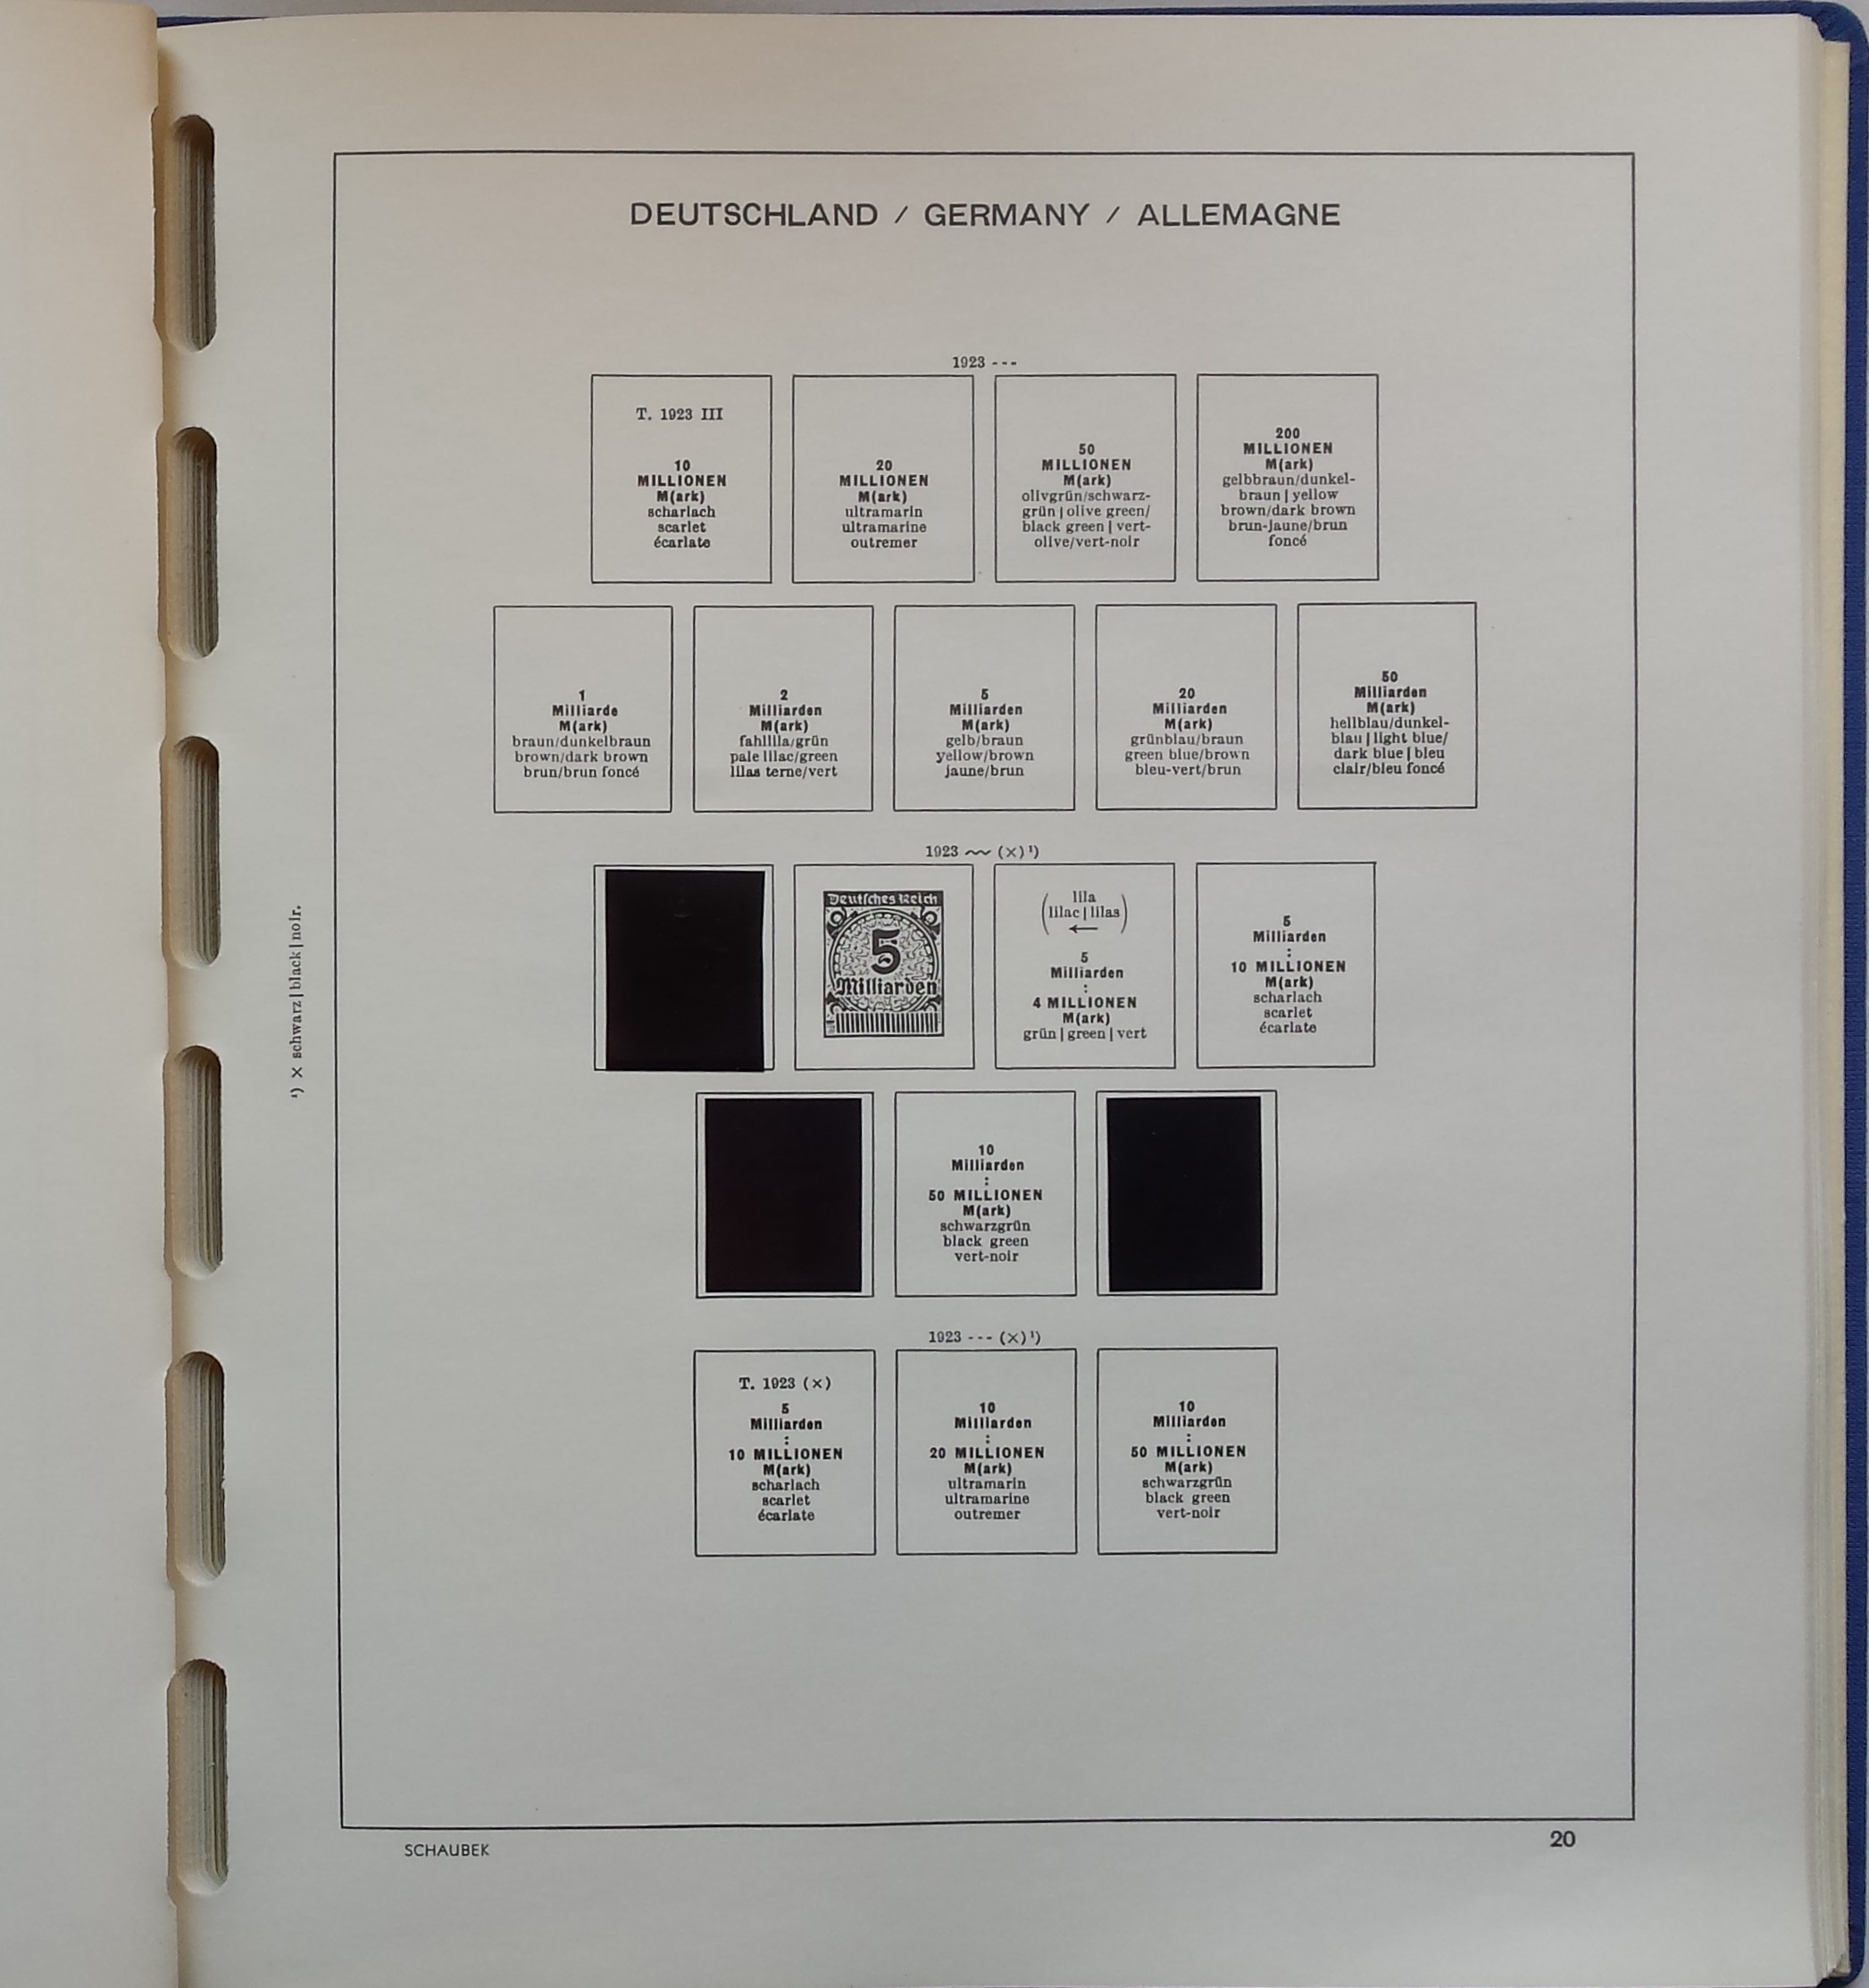 DEUTSCHLAND / GERMANY / ALLEMAGNE
1923 ---
T. 1923 III
10
MILLIONEN
M(ark)
scharlach
scarlet
écarlate
20
MILLIONEN
M(ark)
ultramarin
ultramarine
outremer
50
MILLIONEN
M(ark)
olivgrün/schwarz-
grün | olive green/
black green | vert-
olive/vert-noir
200
MILLIONEN
M(ark)
gelbbraun/dunkel-
braun | yellow
brown/dark brown
brun-jaune/brun
foncé
1
Milliarde
M(ark)
braun/dunkelbraun
brown/dark brown
brun/brun foncé
2
Milliarden
M(ark)
fahllila/grün
pale lilac/green
lilas terne/vert
5
Milliarden
M(ark)
gelb/braun
yellow/brown
jaune/brun
20
Milliarden
M(ark)
grünblau/braun
green blue/brown
bleu-vert/brun
50
Milliarden
M(ark)
hellblau/dunkel-
blau | light blue/
dark blue | bleu
clair/bleu foncé
1923 ~~ (×) ¹)
Deutsches Reich
5
Milliarden
(lila
lilac | lilas)
←
5
Milliarden
:
4 MILLIONEN
M(ark)
grün | green | vert
5
Milliarden
:
10 MILLIONEN
M(ark)
scharlach
scarlet
écarlate
10
Milliarden
:
50 MILLIONEN
M(ark)
schwarzgrün
black green
vert-noir
1923 --- (×) ¹)
T. 1923 (×)
5
Milliarden
:
10 MILLIONEN
M(ark)
scharlach
scarlet
écarlate
10
Milliarden
:
20 MILLIONEN
M(ark)
ultramarin
ultramarine
outremer
10
Milliarden
:
50 MILLIONEN
M(ark)
schwarzgrün
black green
vert-noir
¹) × schwarz | black | noir.
SCHAUBEK
20